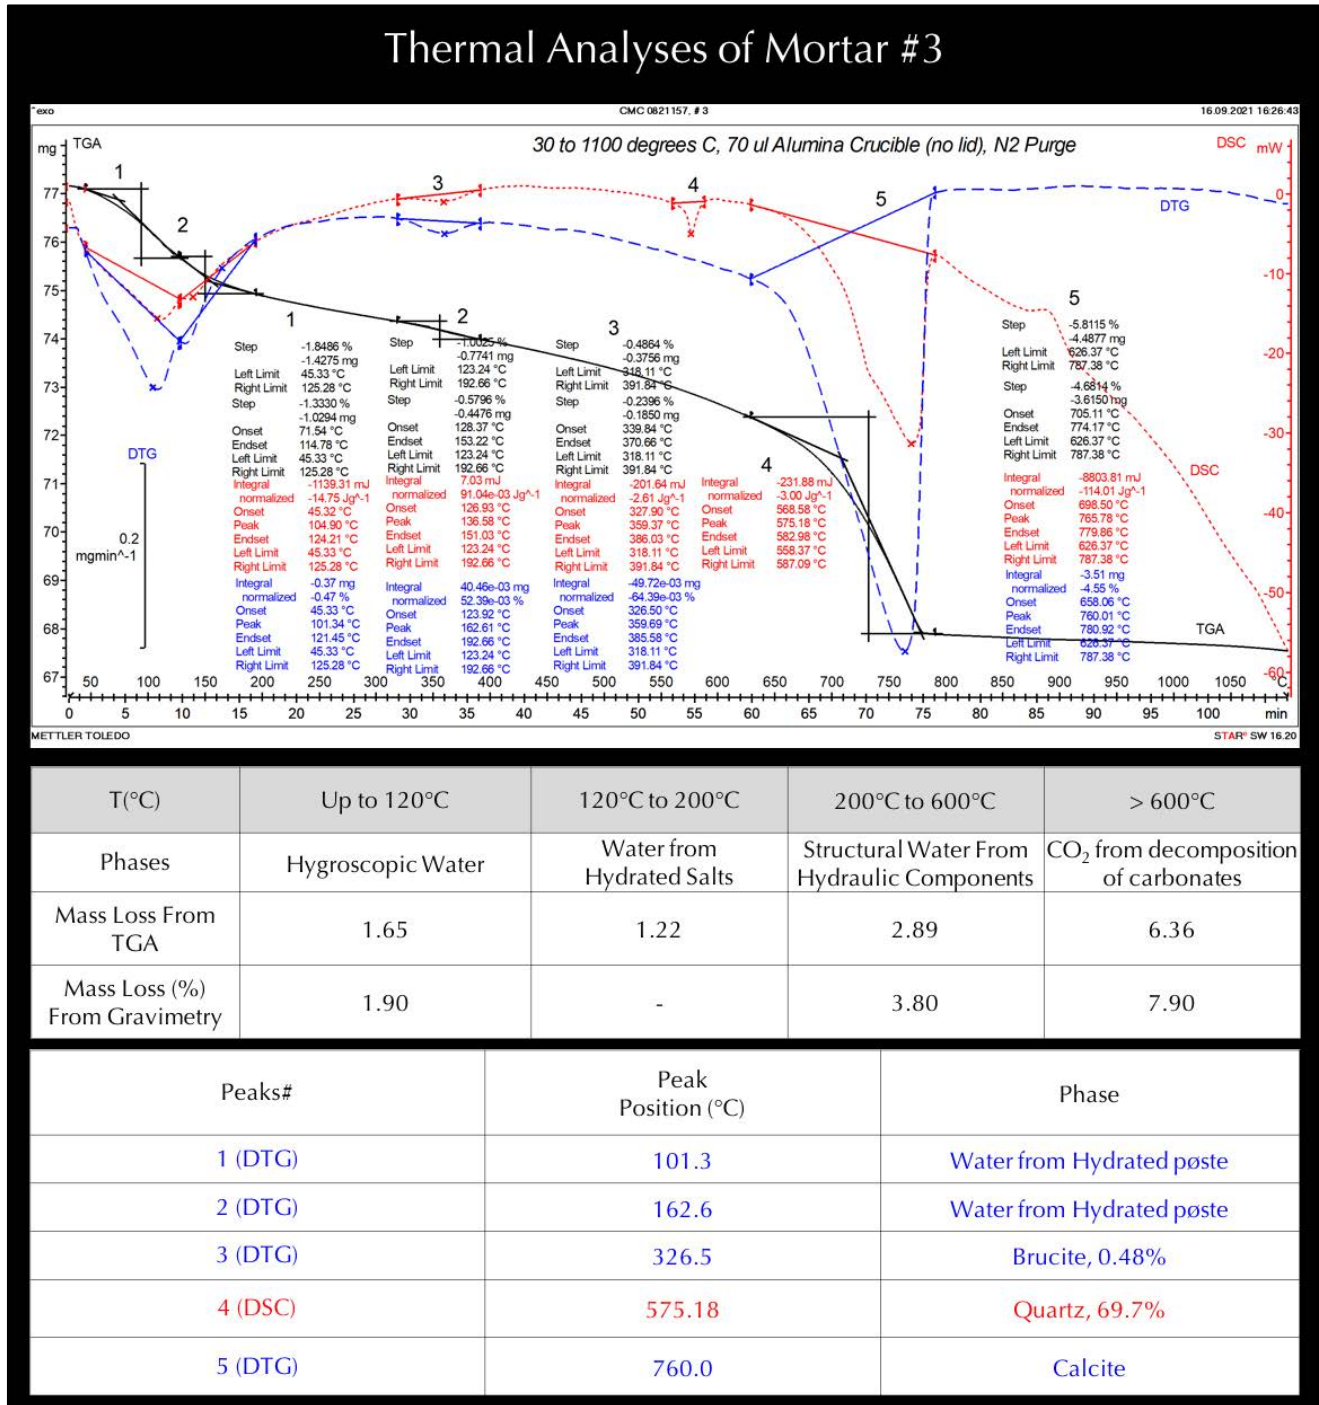 Thermal Analyses of Mortar #3
^exo
CMC 0821157, # 3
16.09.2021 16:26:43
mg
TGA
30 to 1100 degrees C, 70 ul Alumina Crucible (no lid), N2 Purge
DSC
mW
1
2
3
4
5
DTG
77
76
75
74
73
72
71
70
69
68
67
0
-10
-20
-30
-40
-50
-60
DTG
0.2
mgmin^-1
1
Step -1.8486 %
-1.4275 mg
Left Limit 45.33 °C
Right Limit 125.28 °C
Step -1.3330 %
-1.0294 mg
Onset 71.54 °C
Endset 114.78 °C
Left Limit 45.33 °C
Right Limit 125.28 °C
Integral -1139.31 mJ
normalized -14.75 Jg^-1
Onset 45.32 °C
Peak 104.90 °C
Endset 124.21 °C
Left Limit 45.33 °C
Right Limit 125.28 °C
Integral -0.37 mg
normalized -0.47 %
Onset 45.33 °C
Peak 101.34 °C
Endset 121.45 °C
Left Limit 45.33 °C
Right Limit 125.28 °C
2
Step -1.0025 %
-0.7741 mg
Left Limit 123.24 °C
Right Limit 192.66 °C
Step -0.5796 %
-0.4476 mg
Onset 128.37 °C
Endset 153.22 °C
Left Limit 123.24 °C
Right Limit 192.66 °C
Integral 7.03 mJ
normalized 91.04e-03 Jg^-1
Onset 126.93 °C
Peak 136.58 °C
Endset 151.03 °C
Left Limit 123.24 °C
Right Limit 192.66 °C
Integral 40.46e-03 mg
normalized 52.39e-03 %
Onset 123.92 °C
Peak 162.61 °C
Endset 192.66 °C
Left Limit 123.24 °C
Right Limit 192.66 °C
3
Step -0.4864 %
-0.3756 mg
Left Limit 318.11 °C
Right Limit 391.84 °C
Step -0.2396 %
-0.1850 mg
Onset 339.84 °C
Endset 370.66 °C
Left Limit 318.11 °C
Right Limit 391.84 °C
Integral -201.64 mJ
normalized -2.61 Jg^-1
Onset 327.90 °C
Peak 359.37 °C
Endset 386.03 °C
Left Limit 318.11 °C
Right Limit 391.84 °C
Integral -49.72e-03 mg
normalized -64.39e-03 %
Onset 326.50 °C
Peak 359.69 °C
Endset 385.58 °C
Left Limit 318.11 °C
Right Limit 391.84 °C
4
Integral -231.88 mJ
normalized -3.00 Jg^-1
Onset 568.58 °C
Peak 575.18 °C
Endset 582.98 °C
Left Limit 558.37 °C
Right Limit 587.09 °C
5
Step -5.8115 %
-4.4877 mg
Left Limit 626.37 °C
Right Limit 787.38 °C
Step -4.6814 %
-3.6150 mg
Onset 705.11 °C
Endset 774.17 °C
Left Limit 626.37 °C
Right Limit 787.38 °C
Integral -8803.81 mJ
normalized -114.01 Jg^-1
Onset 698.50 °C
Peak 765.78 °C
Endset 779.86 °C
Left Limit 626.37 °C
Right Limit 787.38 °C
Integral -3.51 mg
normalized -4.55 %
Onset 658.06 °C
Peak 760.01 °C
Endset 780.92 °C
Left Limit 626.37 °C
Right Limit 787.38 °C
DSC
TGA
50 100 150 200 250 300 350 400 450 500 550 600 650 700 750 800 850 900 950 1000 1050 °C
0 5 10 15 20 25 30 35 40 45 50 55 60 65 70 75 80 85 90 95 100 min
METTLER TOLEDO
STARe SW 16.20
T(°C) Up to 120°C 120°C to 200°C 200°C to 600°C > 600°C
Phases Hygroscopic Water Water from Hydrated Salts Structural Water From Hydraulic Components CO2 from decomposition of carbonates
Mass Loss From TGA 1.65 1.22 2.89 6.36
Mass Loss (%) From Gravimetry 1.90 - 3.80 7.90
Peaks# Peak Position (°C) Phase
1 (DTG) 101.3 Water from Hydrated pøste
2 (DTG) 162.6 Water from Hydrated pøste
3 (DTG) 326.5 Brucite, 0.48%
4 (DSC) 575.18 Quartz, 69.7%
5 (DTG) 760.0 Calcite